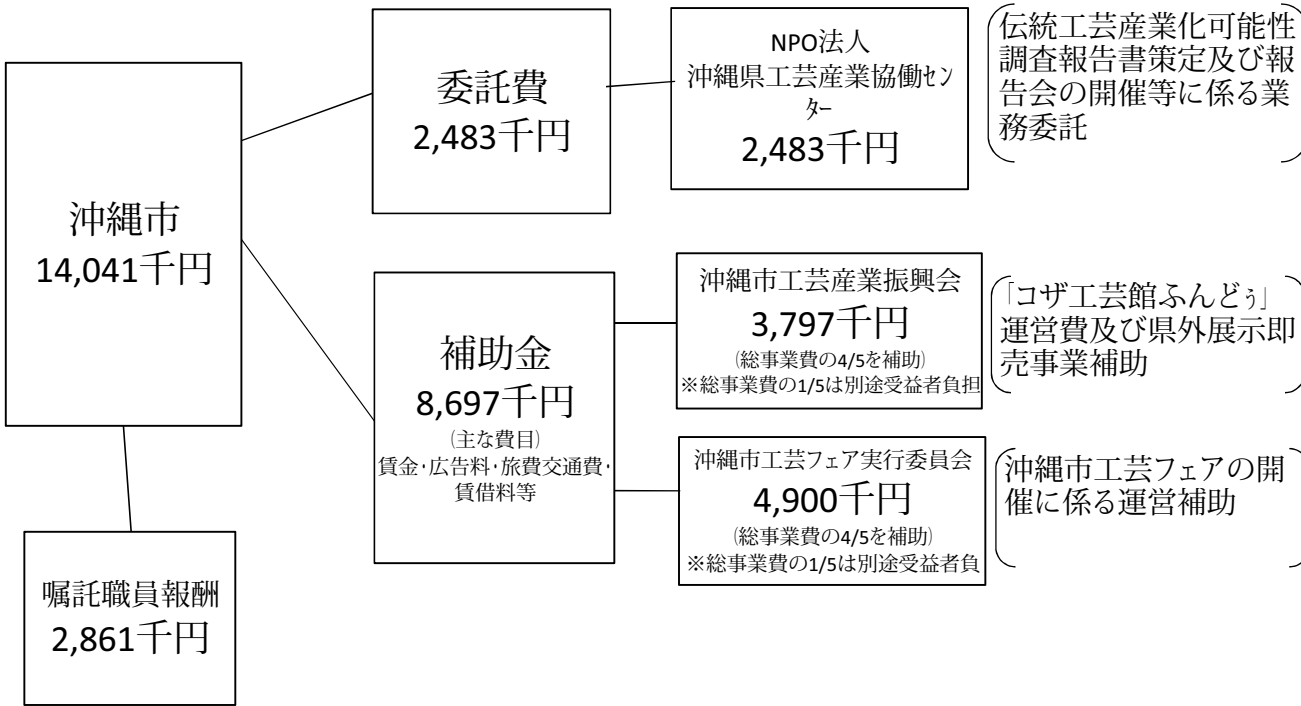 沖縄市
14,041千円
嘱託職員報酬
2,861千円
委託費
2,483千円
NPO法人
沖縄県工芸産業協働ｾﾝ
ﾀｰ
2,483千円
伝統工芸産業化可能性
調査報告書策定及び報
告会の開催等に係る業
務委託
補助金
8,697千円
(主な費目)
賃金･広告料･旅費交通費･
賃借料等
沖縄市工芸産業振興会
3,797千円
(総事業費の4/5を補助)
※総事業費の1/5は別途受益者負担
「コザ工芸館ふんどぅ」
運営費及び県外展示即
売事業補助
沖縄市工芸フェア実行委員会
4,900千円
(総事業費の4/5を補助)
※総事業費の1/5は別途受益者負
沖縄市工芸フェアの開
催に係る運営補助